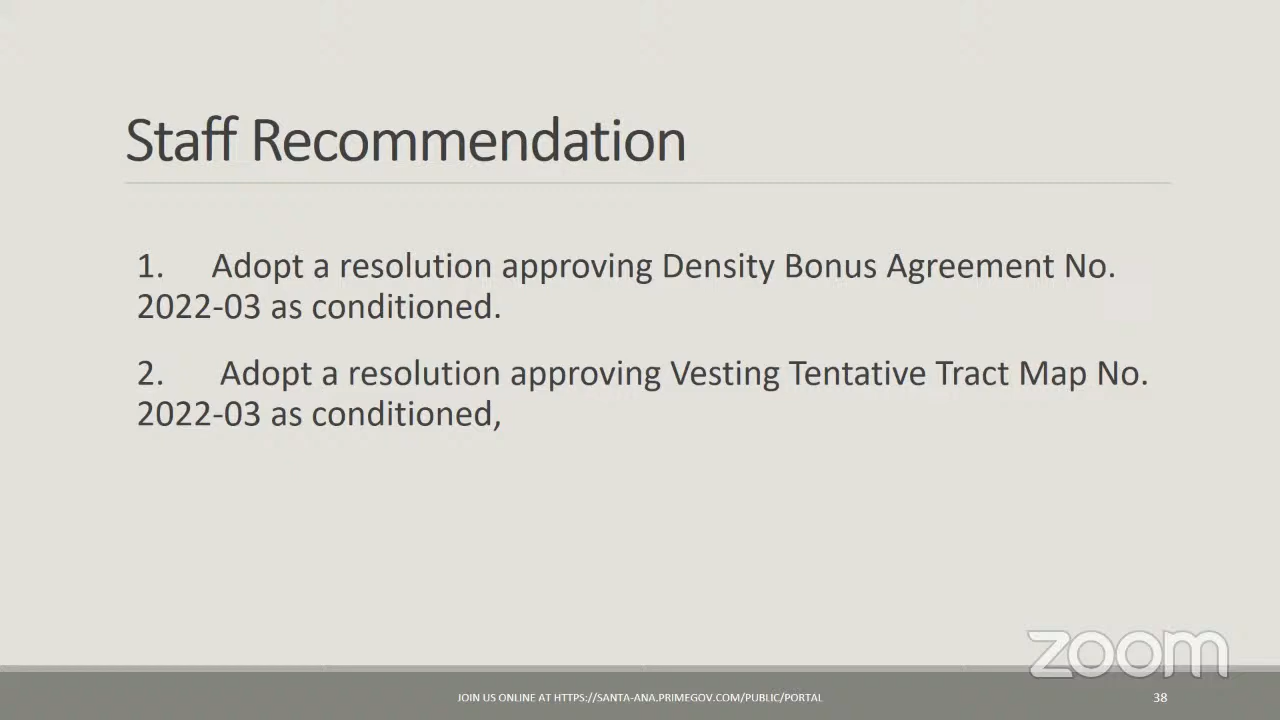 Staff Recommendation
1. Adopt a resolution approving Density Bonus Agreement No.
2022-03 as conditioned.
2. Adopt a resolution approving Vesting Tentative Tract Map No.
2022-03 as conditioned,
zoom
JOIN US ONLINE AT HTTPS://SANTA-ANA.PRIMEGOV.COM/PUBLIC/PORTAL
38